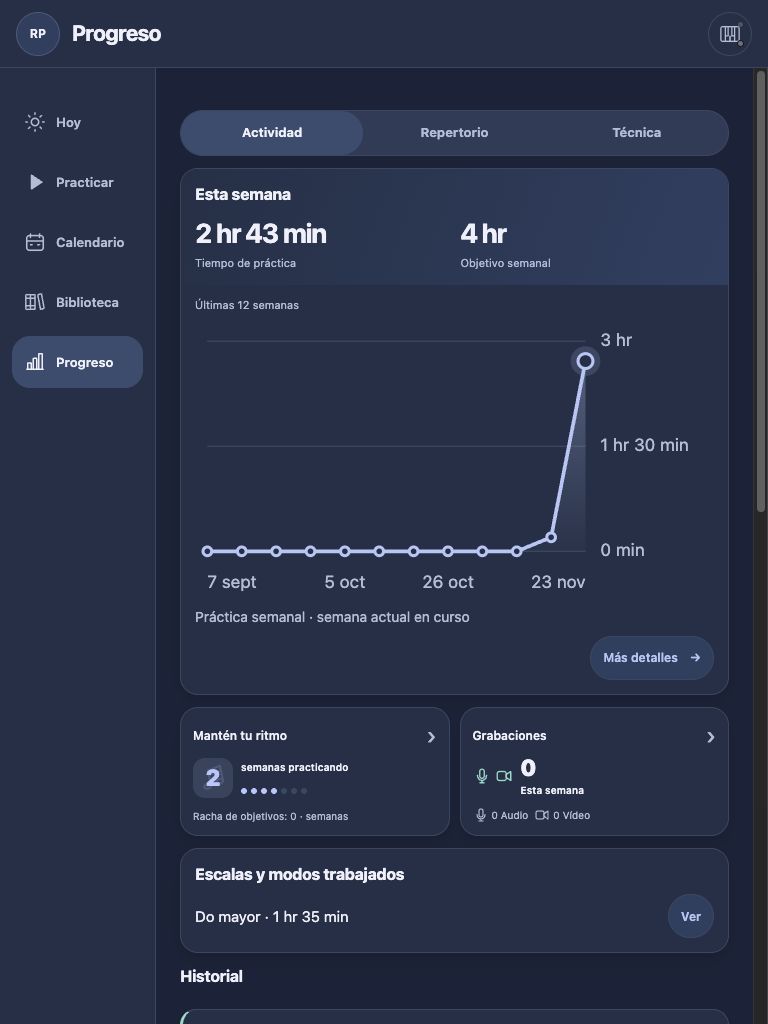 RP
Progreso
Hoy
Practicar
Calendario
Biblioteca
Progreso
Actividad
Repertorio
Técnica
Esta semana
2 hr 43 min
4 hr
Tiempo de práctica
Objetivo semanal
Últimas 12 semanas
3 hr
1 hr 30 min
0 min
7 sept
5 oct
26 oct
23 nov
Práctica semanal · semana actual en curso
Más detalles
Mantén tu ritmo
2
semanas practicando
Racha de objetivos: 0 · semanas
Grabaciones
0
Esta semana
0 Audio
0 Vídeo
Escalas y modos trabajados
Do mayor · 1 hr 35 min
Ver
Historial